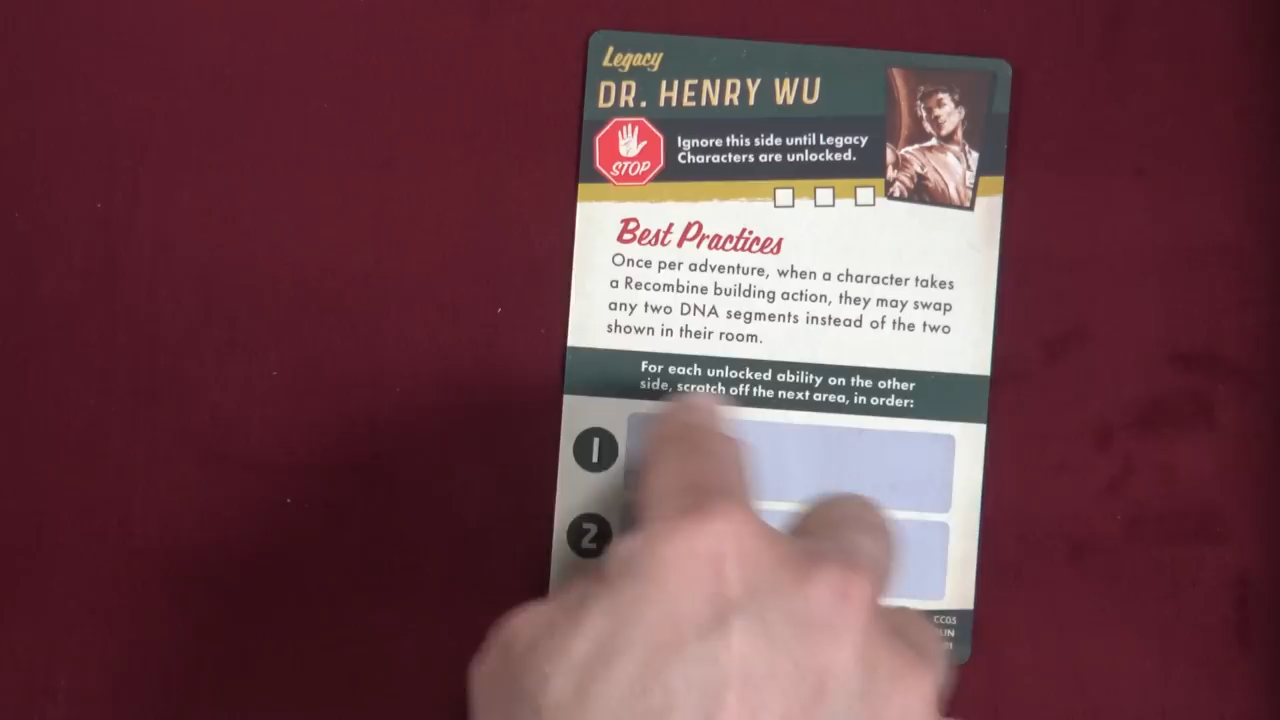 Legacy
DR. HENRY WU
STOP
Ignore this side until Legacy
Characters are unlocked.
Best Practices
Once per adventure, when a character takes
a Recombine building action, they may swap
any two DNA segments instead of the two
shown in their room.
For each unlocked ability on the other
side, scratch off the next area, in order:
1
2
CC05